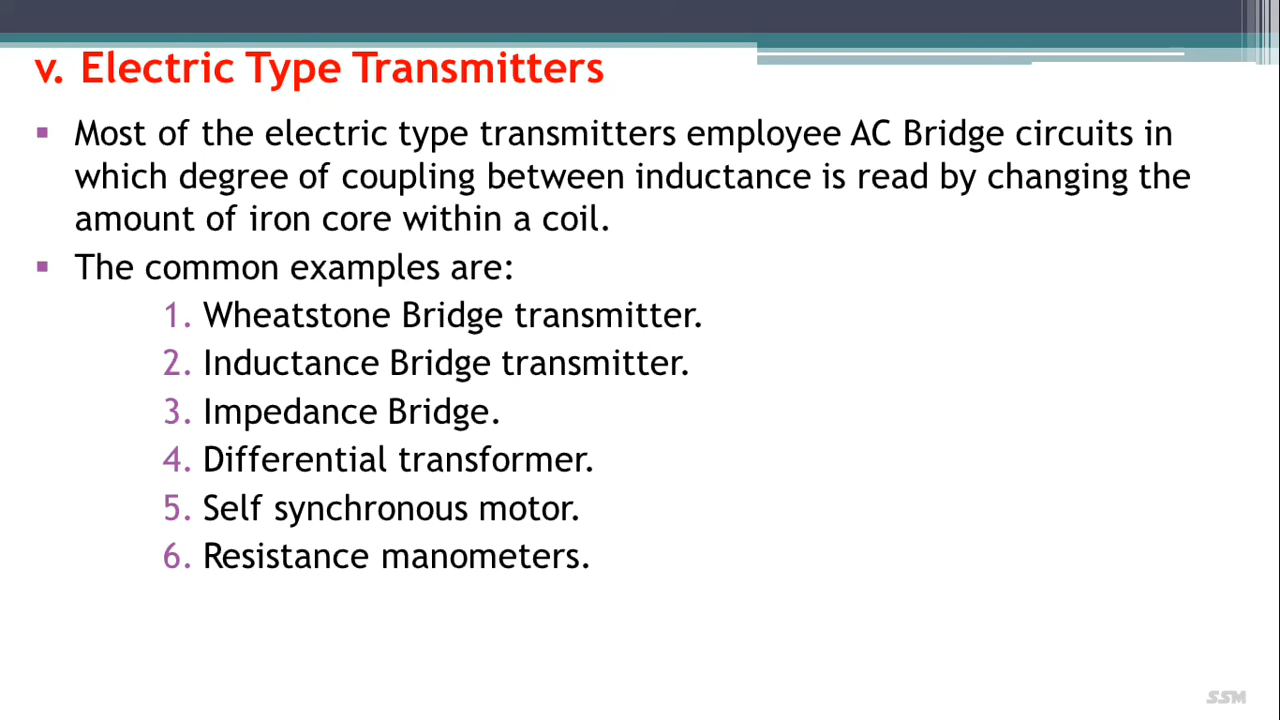 v. Electric Type Transmitters
▪ Most of the electric type transmitters employee AC Bridge circuits in
which degree of coupling between inductance is read by changing the
amount of iron core within a coil.
▪ The common examples are:
1. Wheatstone Bridge transmitter.
2. Inductance Bridge transmitter.
3. Impedance Bridge.
4. Differential transformer.
5. Self synchronous motor.
6. Resistance manometers.
SSM